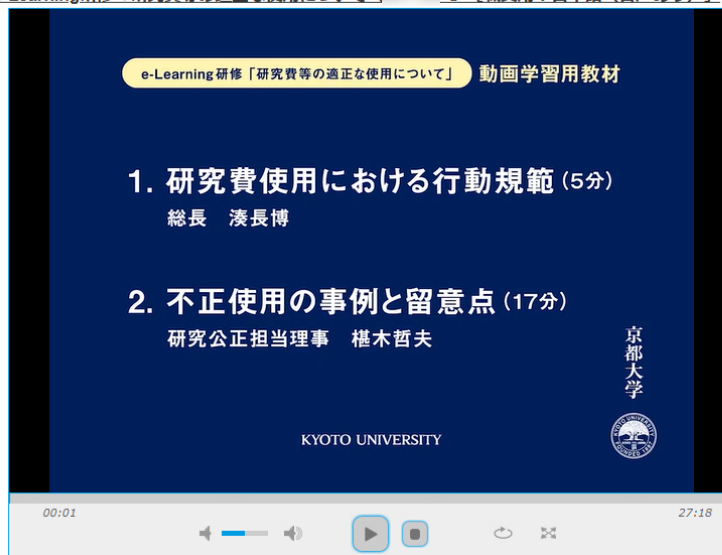 e-Learning研修「研究費等の適正な使用について」 動画学習用教材
1. 研究費使用における行動規範(5分)
総長 湊長博
2. 不正使用の事例と留意点(17分)
研究公正担当理事 椹木哲夫
京都大学
KYOTO UNIVERSITY
00:01
27:18